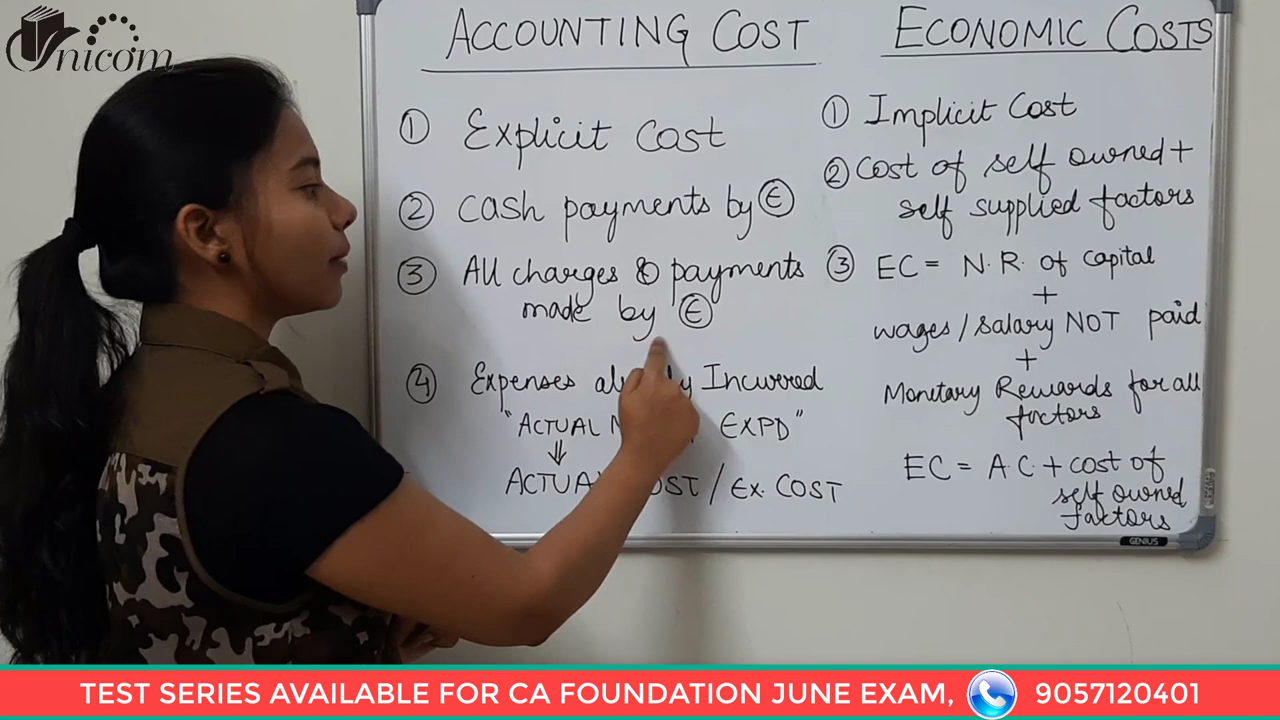 Unicom
ACCOUNTING COST
① Explicit Cost
② Cash payments by Ⓔ
③ All charges & payments
made by Ⓔ
④ Expenses Incurred
"ACTUAL EXPD"
⇓
/ Ex. COST
ECONOMIC COSTS
① Implicit Cost
② Cost of self owned +
self supplied factors
③ EC = N.R. of capital
+
wages/salary NOT paid
+
Monetary Rewards for all
factors
EC = A.C. + cost of
self owned
factors
GENIUS
TEST SERIES AVAILABLE FOR CA FOUNDATION JUNE EXAM, 9057120401